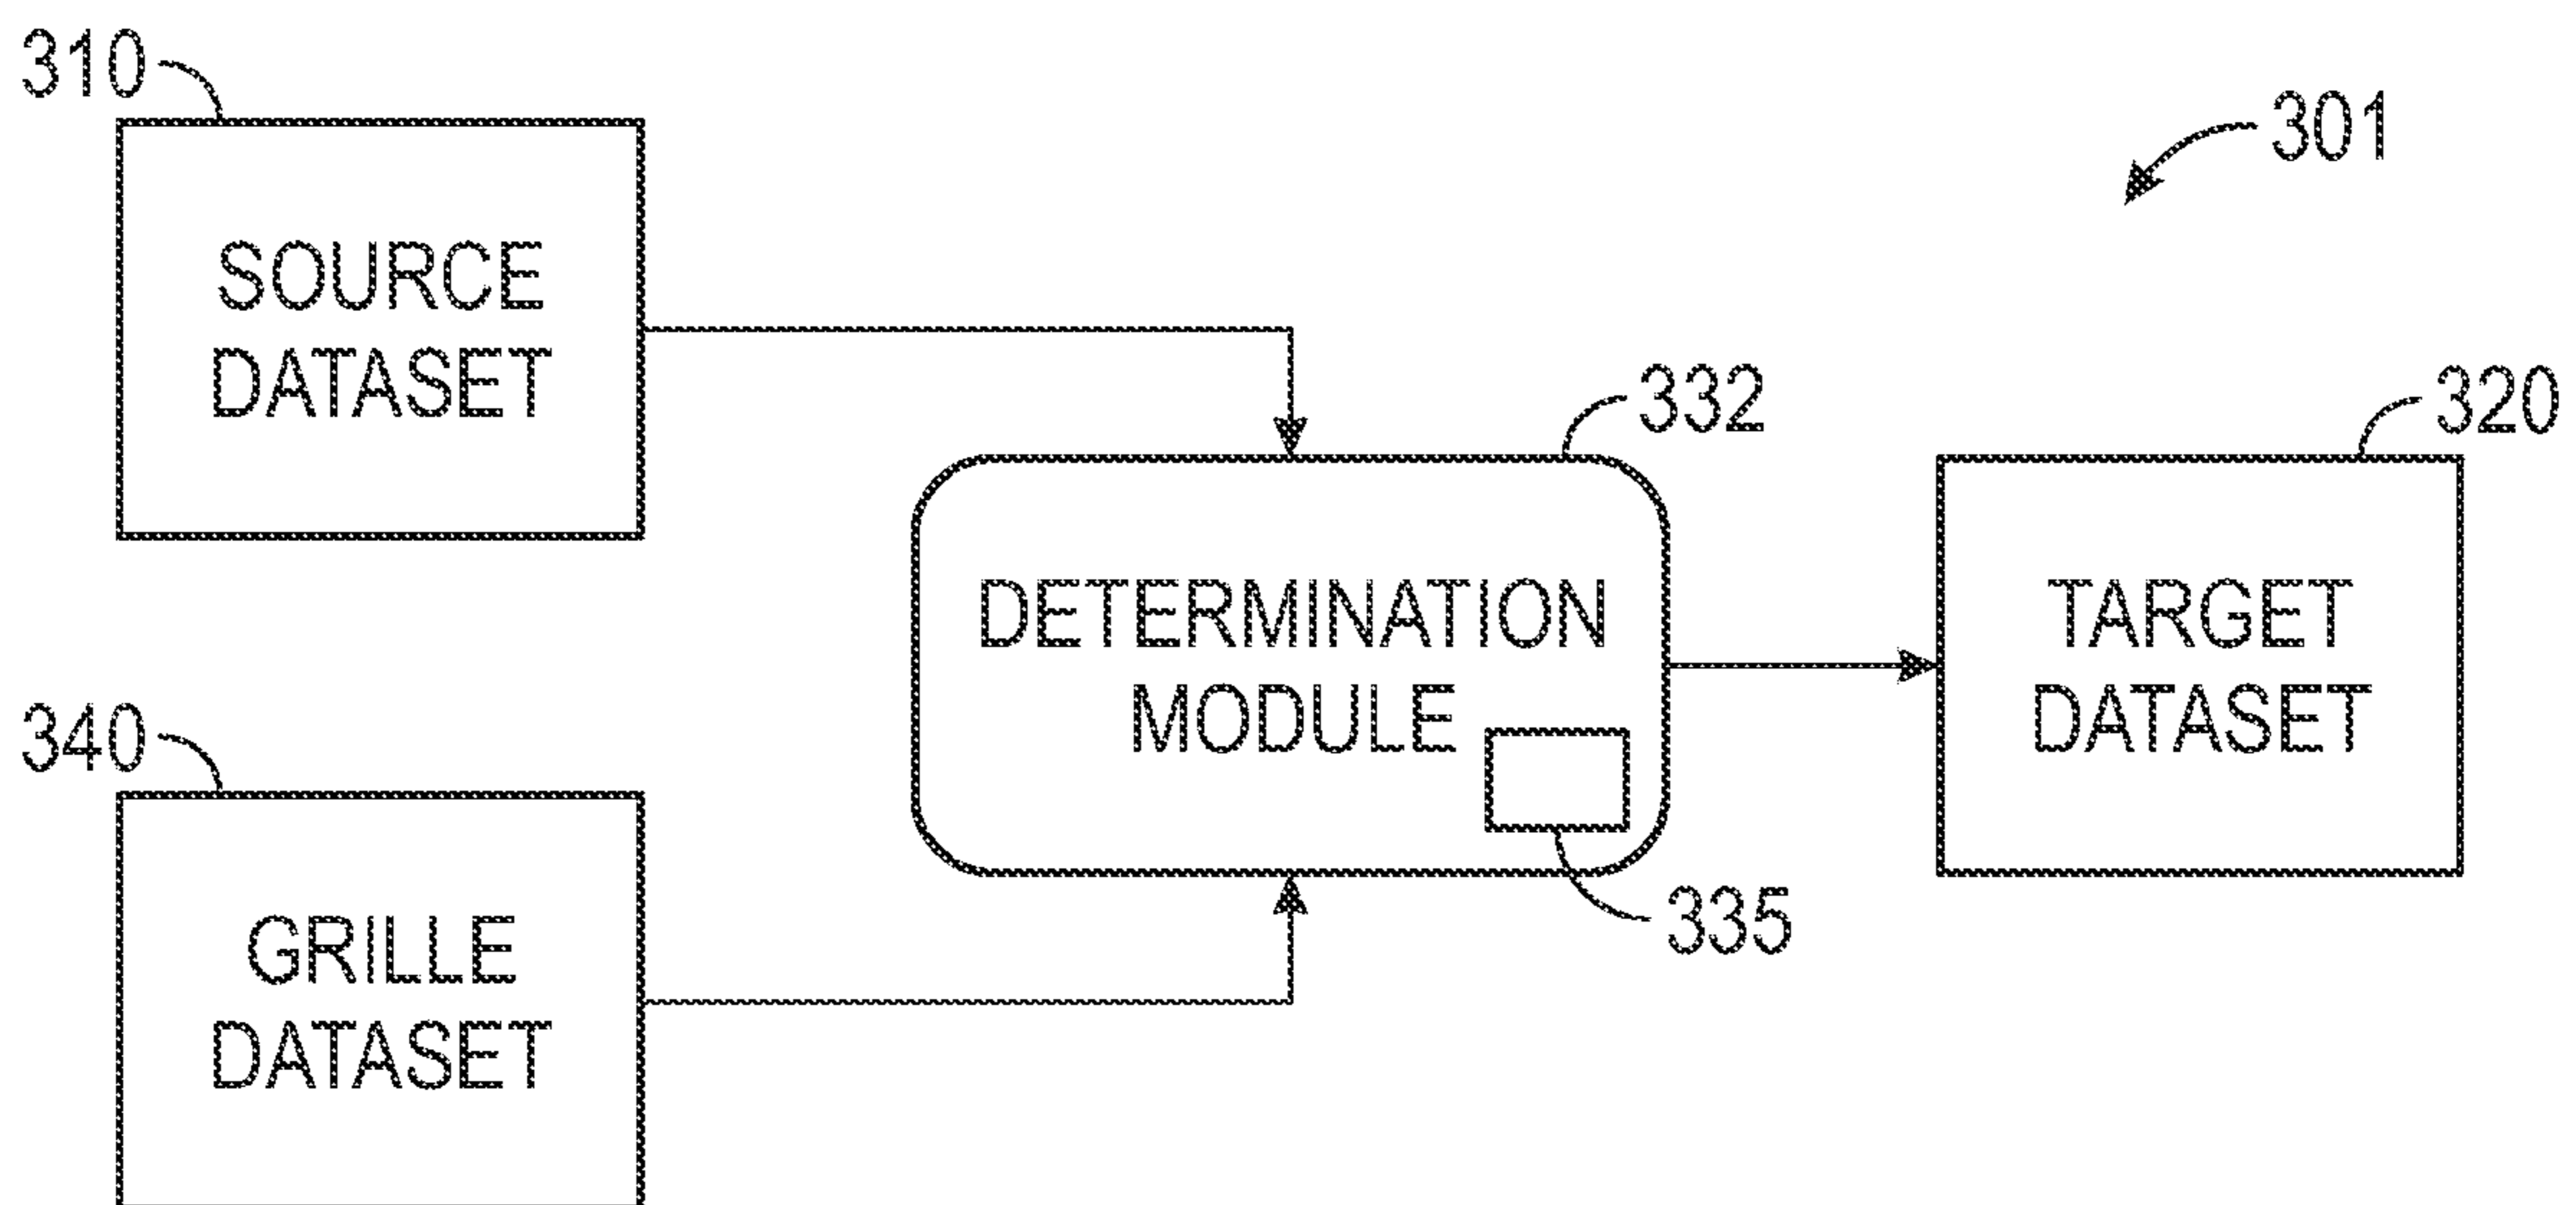 310
301
SOURCE
DATASET
332
320
DETERMINATION
MODULE
TARGET
DATASET
340
335
GRILLE
DATASET